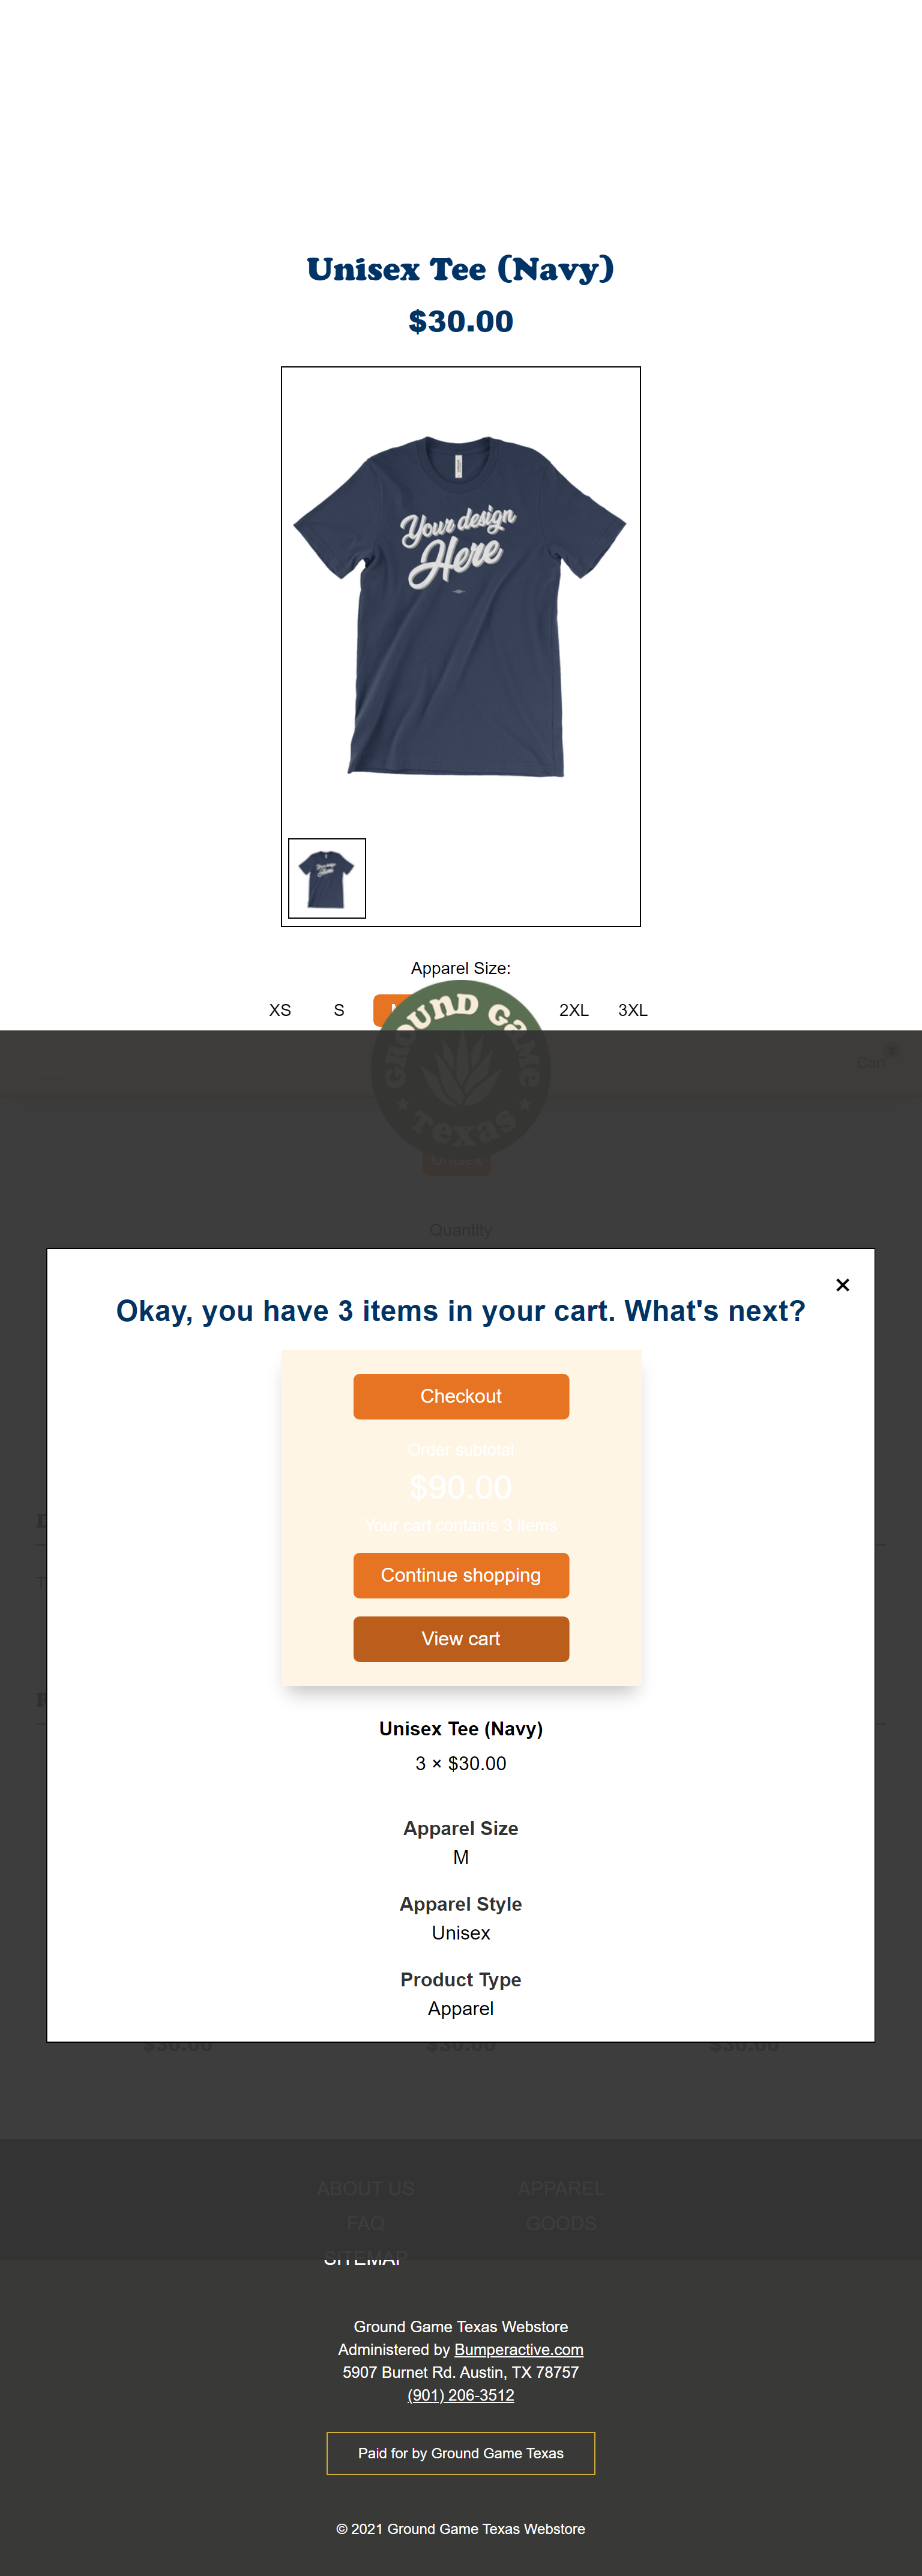 Unisex Tee (Navy)
$30.00
Your design
Here
Apparel Size:
XS S M 2XL 3XL
GROUND GAME
TEXAS
Cart
Unisex
Quantity
Okay, you have 3 items in your cart. What's next?
Checkout
Order subtotal
$90.00
Your cart contains 3 items
Continue shopping
View cart
Unisex Tee (Navy)
3 × $30.00
Apparel Size
M
Apparel Style
Unisex
Product Type
Apparel
$30.00 $30.00 $30.00
ABOUT US APPAREL
FAQ GOODS
SITEMAP
Ground Game Texas Webstore
Administered by Bumperactive.com
5907 Burnet Rd. Austin, TX 78757
(901) 206-3512
Paid for by Ground Game Texas
© 2021 Ground Game Texas Webstore